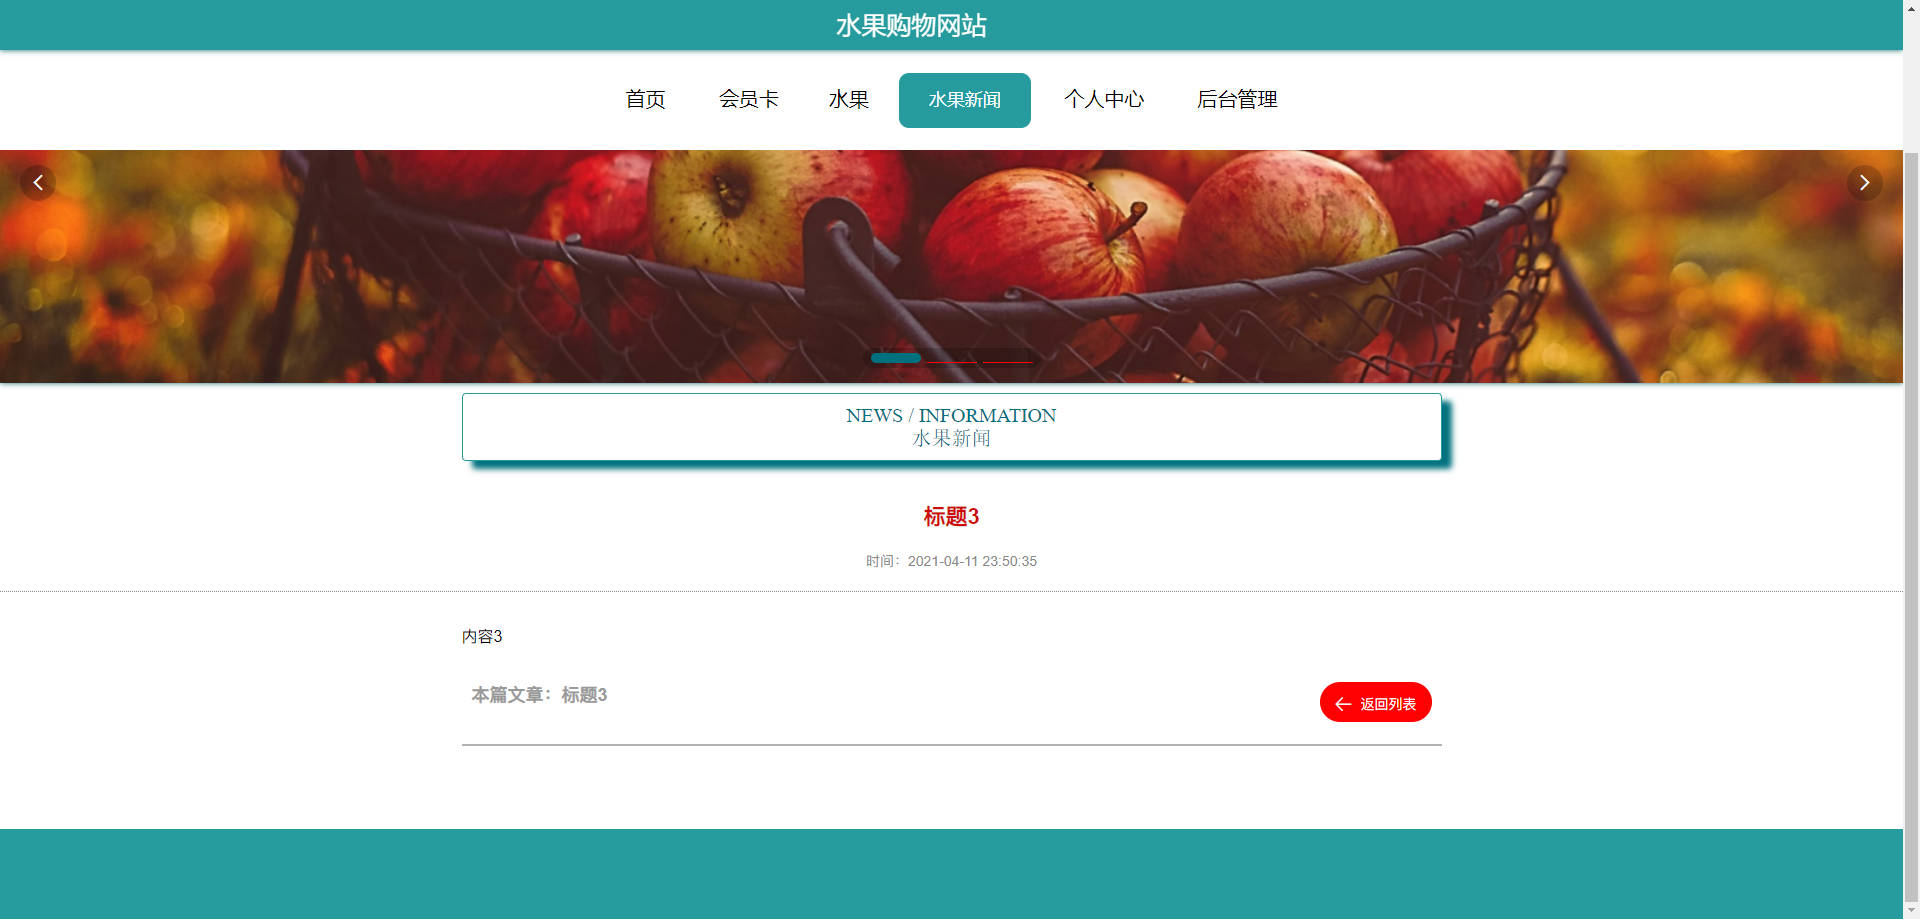 水果购物网站
首页 会员卡 水果 水果新闻 个人中心 后台管理
NEWS / INFORMATION
水果新闻
标题3
时间：2021-04-11 23:50:35
内容3
本篇文章：标题3
返回列表